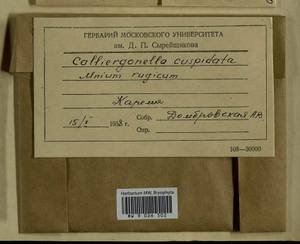 ГЕРБАРИЙ МОСКОВСКОГО УНИВЕРСИТЕТА
им. Д. П. Сырейщикова
Calliergonella cuspidata
Mnium rugicum
Карелия
15/X 1958 г. Собр. Домбровская А.В.
Опр.
108—30000
Herbarium MW, Bryophyta